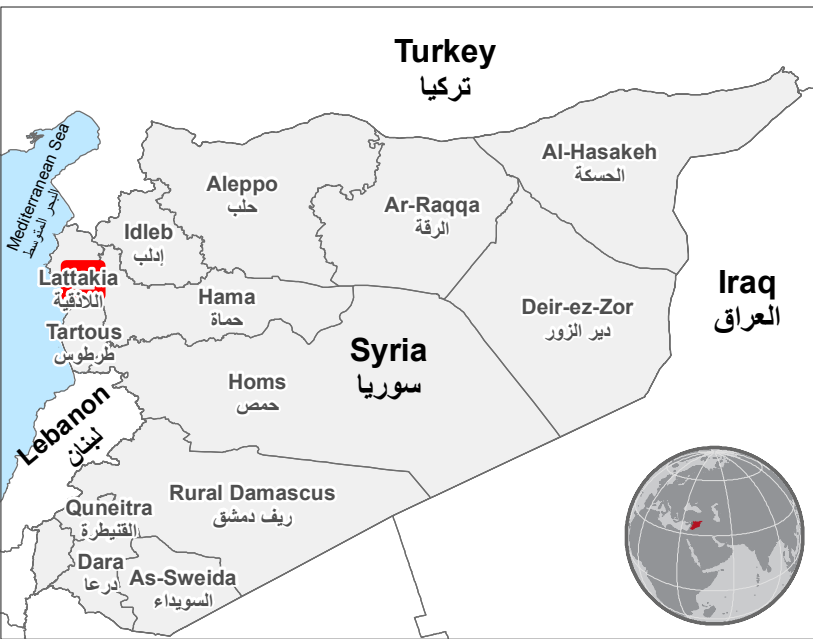 Turkey
تركيا
Mediterranean Sea
البحر المتوسط
Al-Hasakeh
الحسكة
Aleppo
حلب
Ar-Raqqa
الرقة
Idleb
إدلب
Lattakia
اللاذقية
Hama
حماة
Deir-ez-Zor
دير الزور
Iraq
العراق
Tartous
طرطوس
Syria
سوريا
Homs
حمص
Lebanon
لبنان
Rural Damascus
ريف دمشق
Quneitra
القنيطرة
Dara
درعا
As-Sweida
السويداء